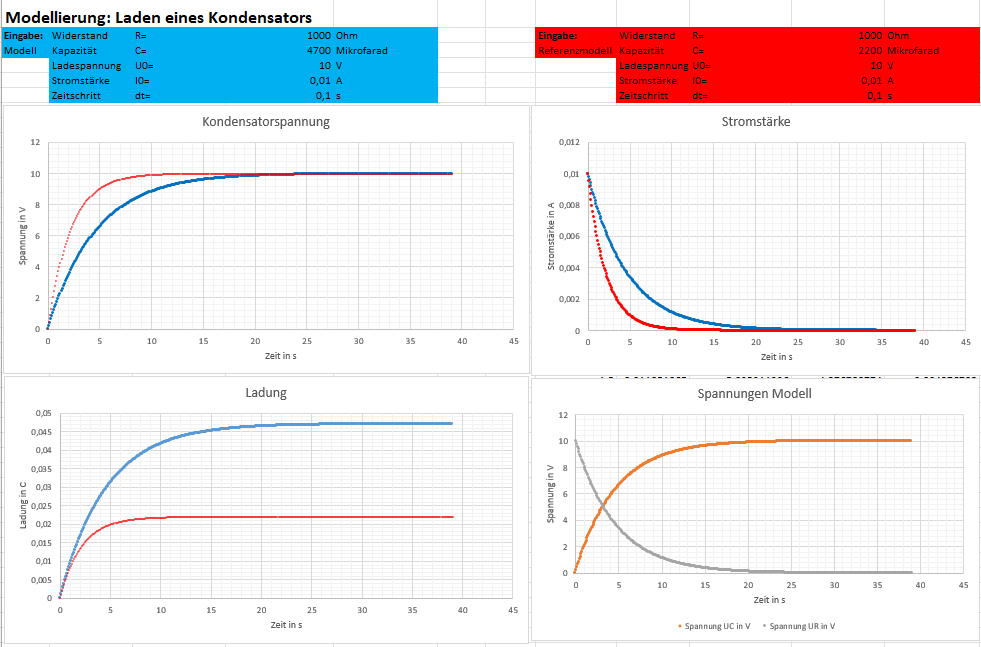 Modellierung: Laden eines Kondensators
Eingabe: Widerstand R= 1000 Ohm
Modell Kapazität C= 4700 Mikrofarad
Ladespannung U0= 10 V
Stromstärke I0= 0,01 A
Zeitschritt dt= 0,1 s
Eingabe: Widerstand R= 1000 Ohm
Referenzmodell Kapazität C= 2200 Mikrofarad
Ladespannung U0= 10 V
Stromstärke I0= 0,01 A
Zeitschritt dt= 0,1 s
Kondensatorspannung
Spannung in V
12
10
8
6
4
2
0
0 5 10 15 20 25 30 35 40 45
Zeit in s
Stromstärke
Stromstärke in A
0,012
0,01
0,008
0,006
0,004
0,002
0
0 5 10 15 20 25 30 35 40 45
Zeit in s
Ladung
Ladung in C
0,05
0,045
0,04
0,035
0,03
0,025
0,02
0,015
0,01
0,005
0
0 5 10 15 20 25 30 35 40 45
Zeit in s
Spannungen Modell
Spannung in V
12
10
8
6
4
2
0
0 5 10 15 20 25 30 35 40 45
Zeit in s
Spannung UC in V Spannung UR in V